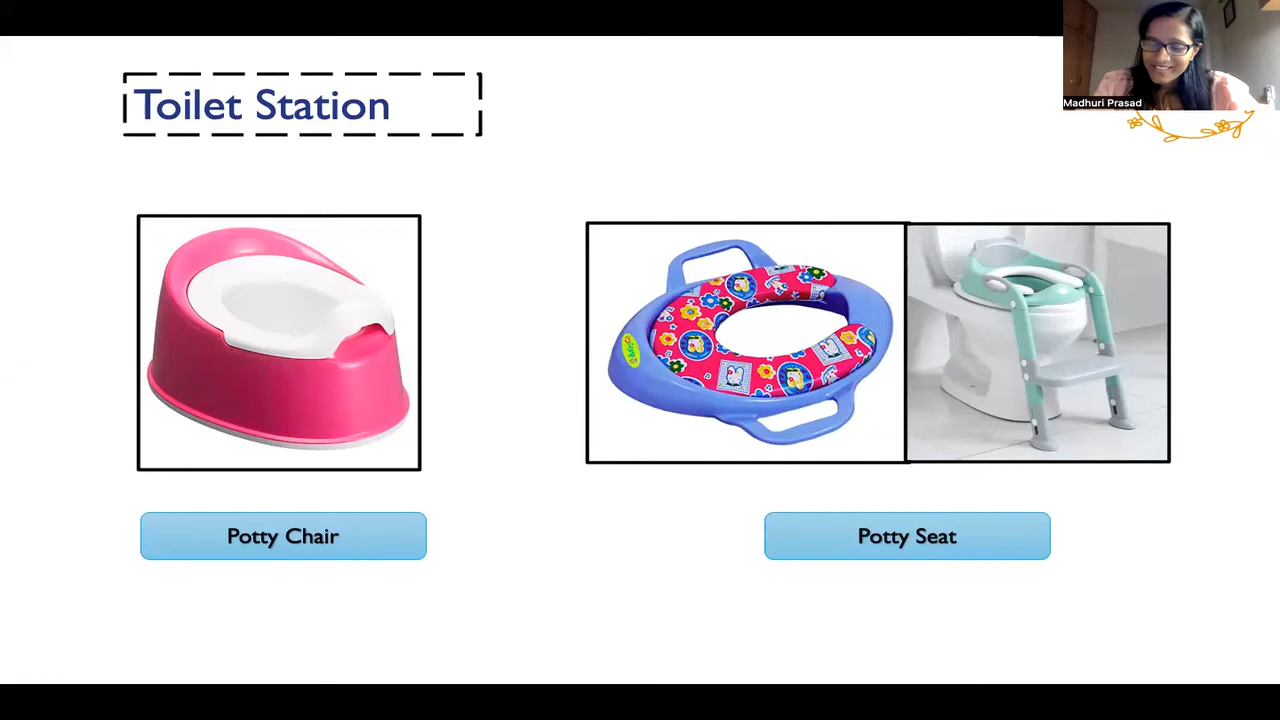 Toilet Station
Madhuri Prasad
Potty Chair
Potty Seat